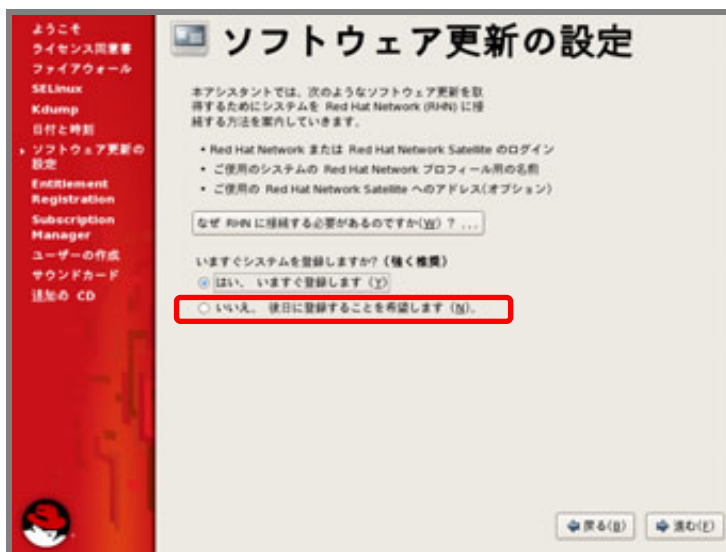 ようこそ
ライセンス同意書
ファイアウォール
SELinux
Kdump
日付と時刻
ソフトウェア更新の
設定
Entitlement
Registration
Subscription
Manager
ユーザーの作成
サウンドカード
追加の CD
ソフトウェア更新の設定
本アシスタントでは、次のようなソフトウェア更新を取
得するためにシステムを Red Hat Network (RHN) に接
続する方法を案内していきます。
• Red Hat Network または Red Hat Network Satellite のログイン
• ご使用のシステムの Red Hat Network プロフィール用の名前
• ご使用の Red Hat Network Satellite へのアドレス(オプション)
なぜ RHN に接続する必要があるのですか(W) ? ...
いますぐシステムを登録しますか? (強く推奨)
はい、 いますぐ登録します (Y)
いいえ、 後日に登録することを希望します (N)。
戻る(B)
進む(F)